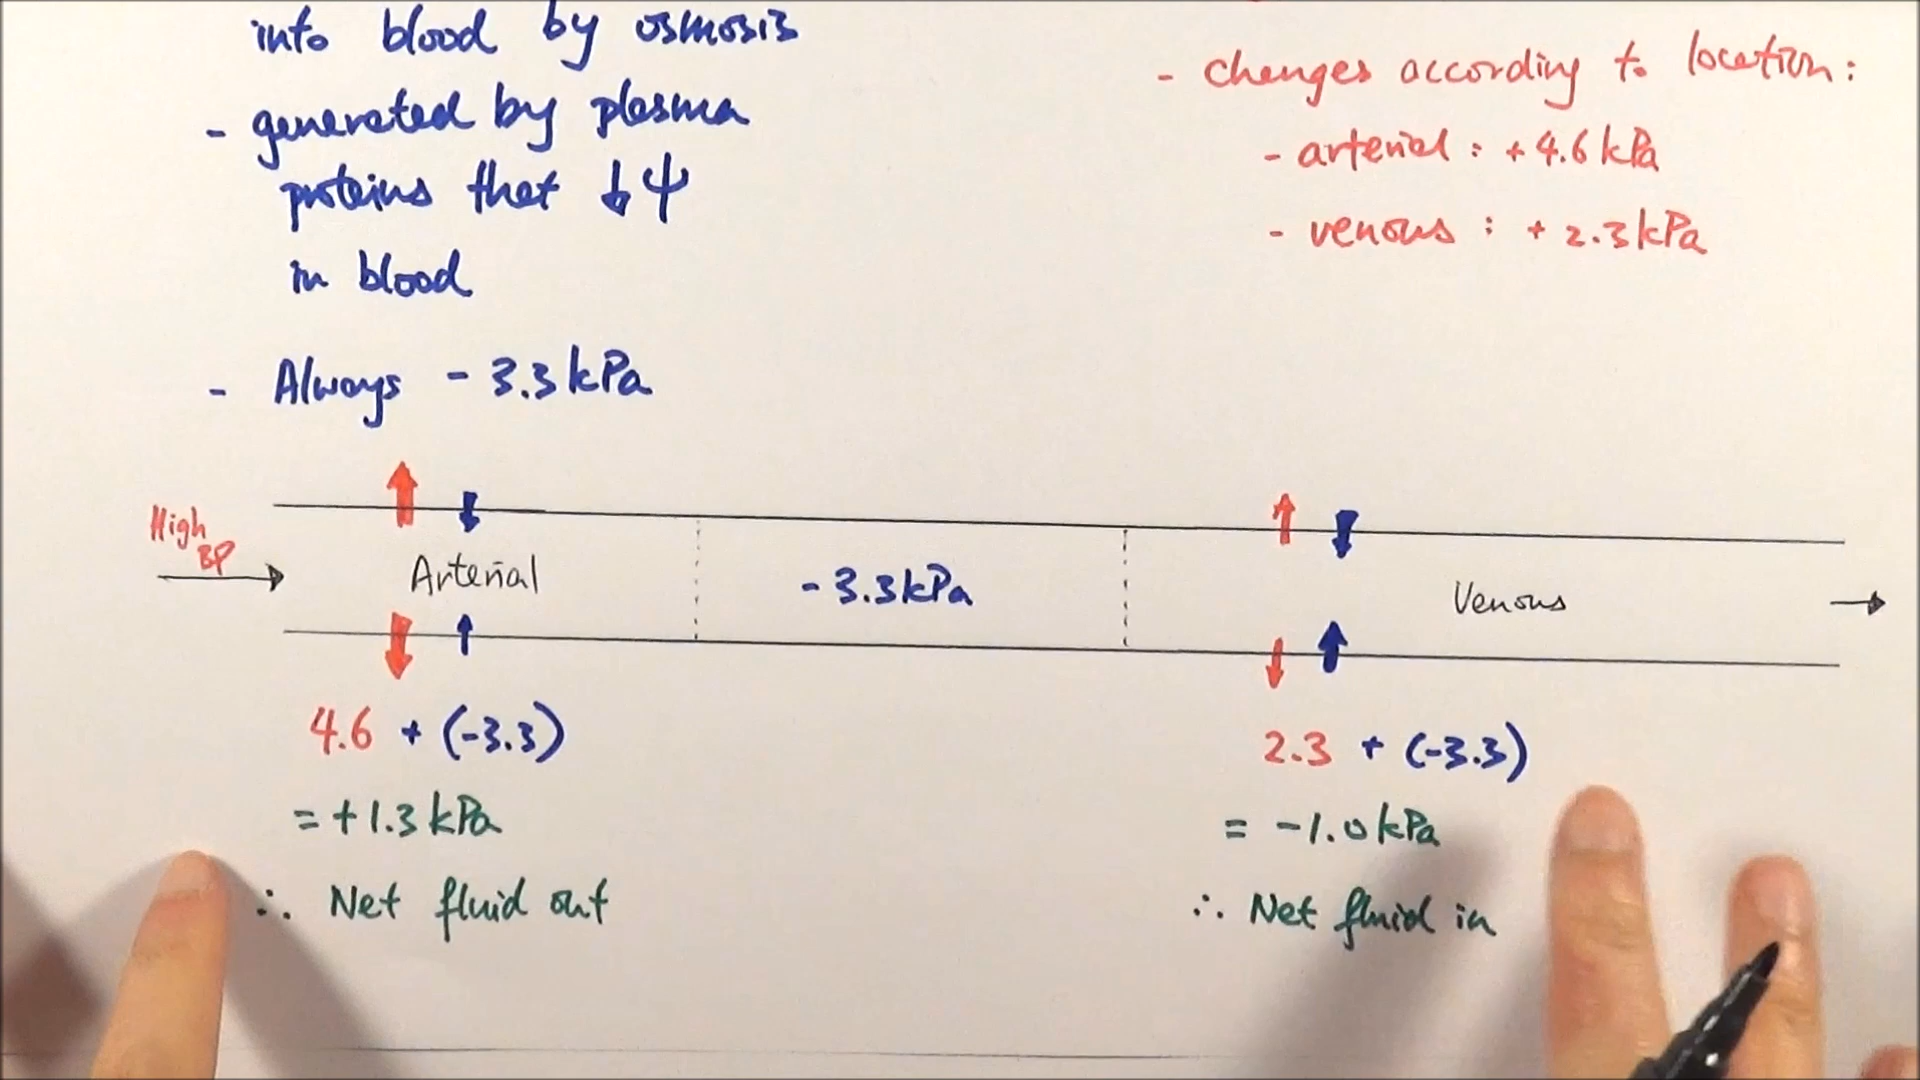 into blood by osmosis
- generated by plasma
proteins that ↓ Ψ
in blood
- Always - 3.3 kPa
- changes according to location:
- arterial : + 4.6 kPa
- venous : + 2.3 kPa
High
BP
Arterial
- 3.3 kPa
Venous
4.6 + (-3.3)
= +1.3 kPa
∴ Net fluid out
2.3 + (-3.3)
= -1.0 kPa
∴ Net fluid in